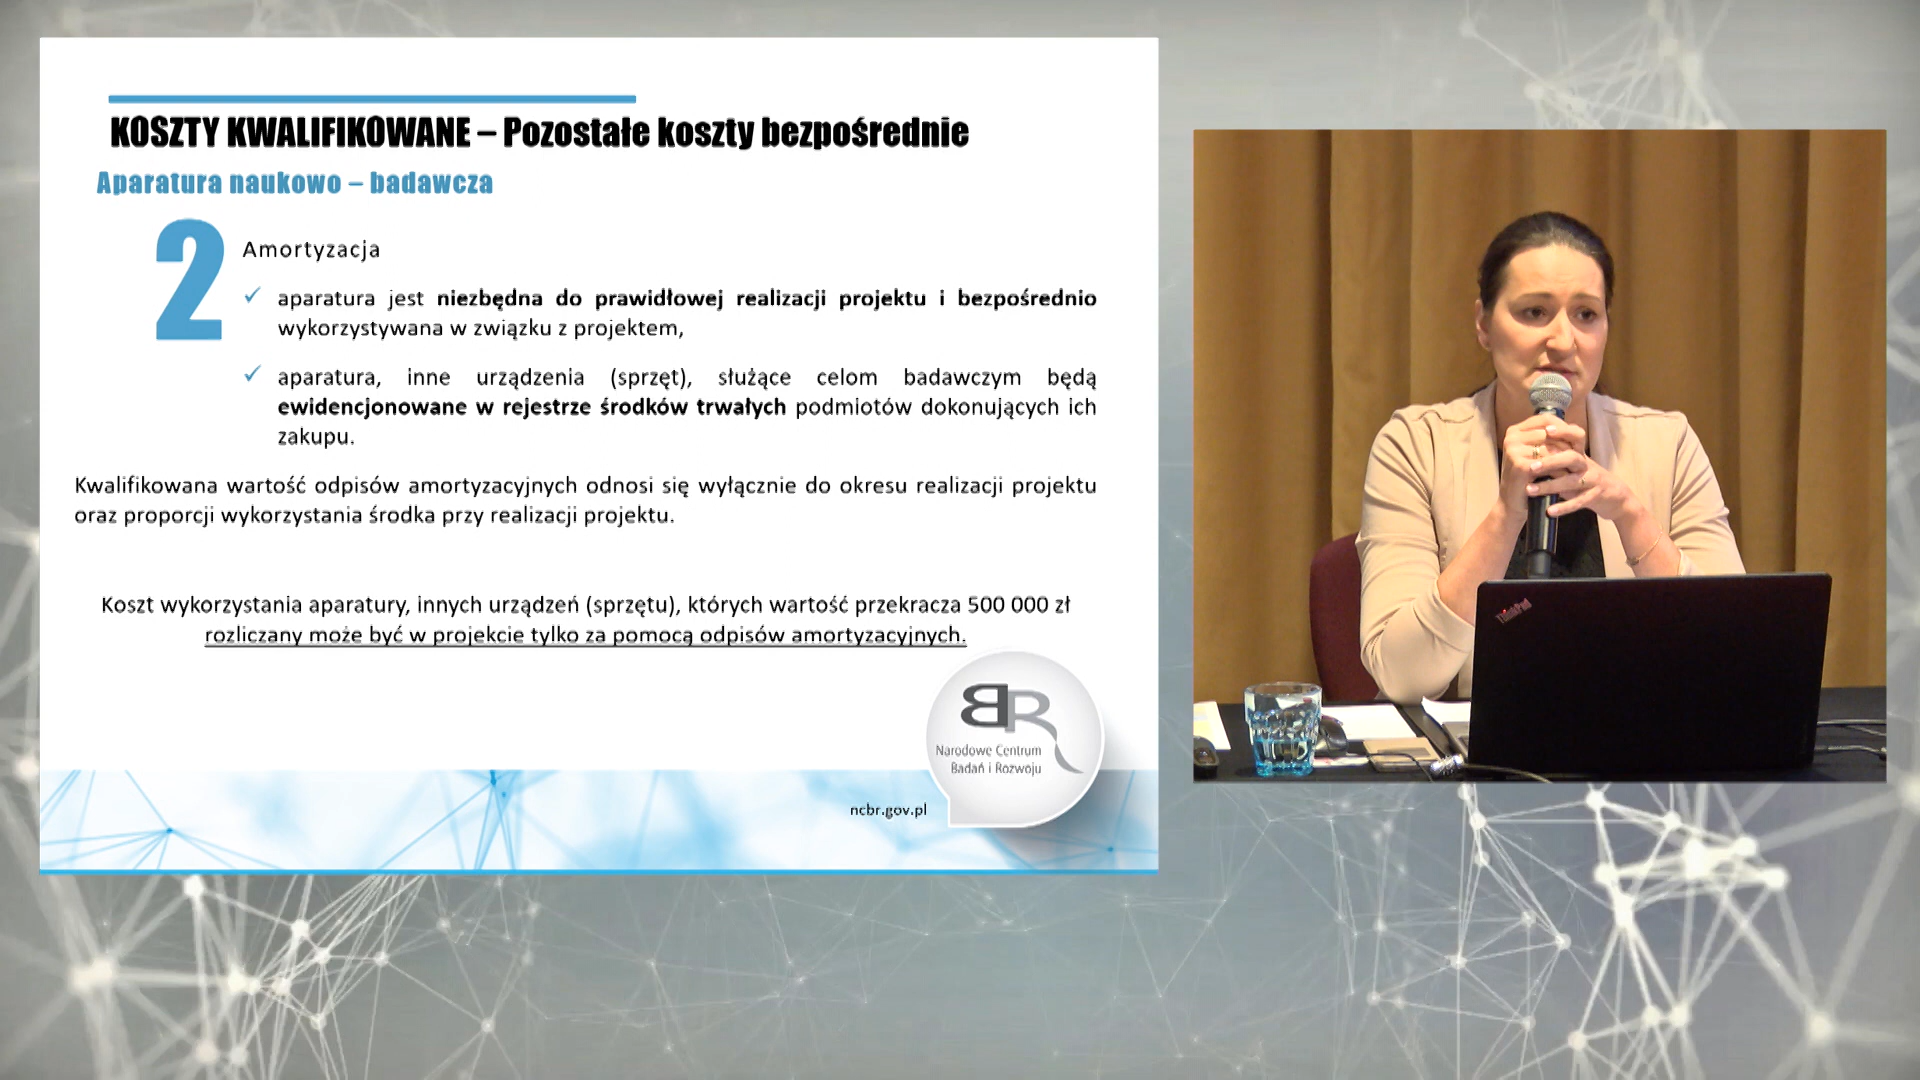 KOSZTY KWALIFIKOWANE – Pozostałe koszty bezpośrednie
Aparatura naukowo – badawcza
2
Amortyzacja
✓ aparatura jest niezbędna do prawidłowej realizacji projektu i bezpośrednio
wykorzystywana w związku z projektem,
✓ aparatura, inne urządzenia (sprzęt), służące celom badawczym będą
ewidencjonowane w rejestrze środków trwałych podmiotów dokonujących ich
zakupu.
Kwalifikowana wartość odpisów amortyzacyjnych odnosi się wyłącznie do okresu realizacji projektu
oraz proporcji wykorzystania środka przy realizacji projektu.
Koszt wykorzystania aparatury, innych urządzeń (sprzętu), których wartość przekracza 500 000 zł
rozliczany może być w projekcie tylko za pomocą odpisów amortyzacyjnych.
BR
Narodowe Centrum
Badań i Rozwoju
ncbr.gov.pl
ThinkPad